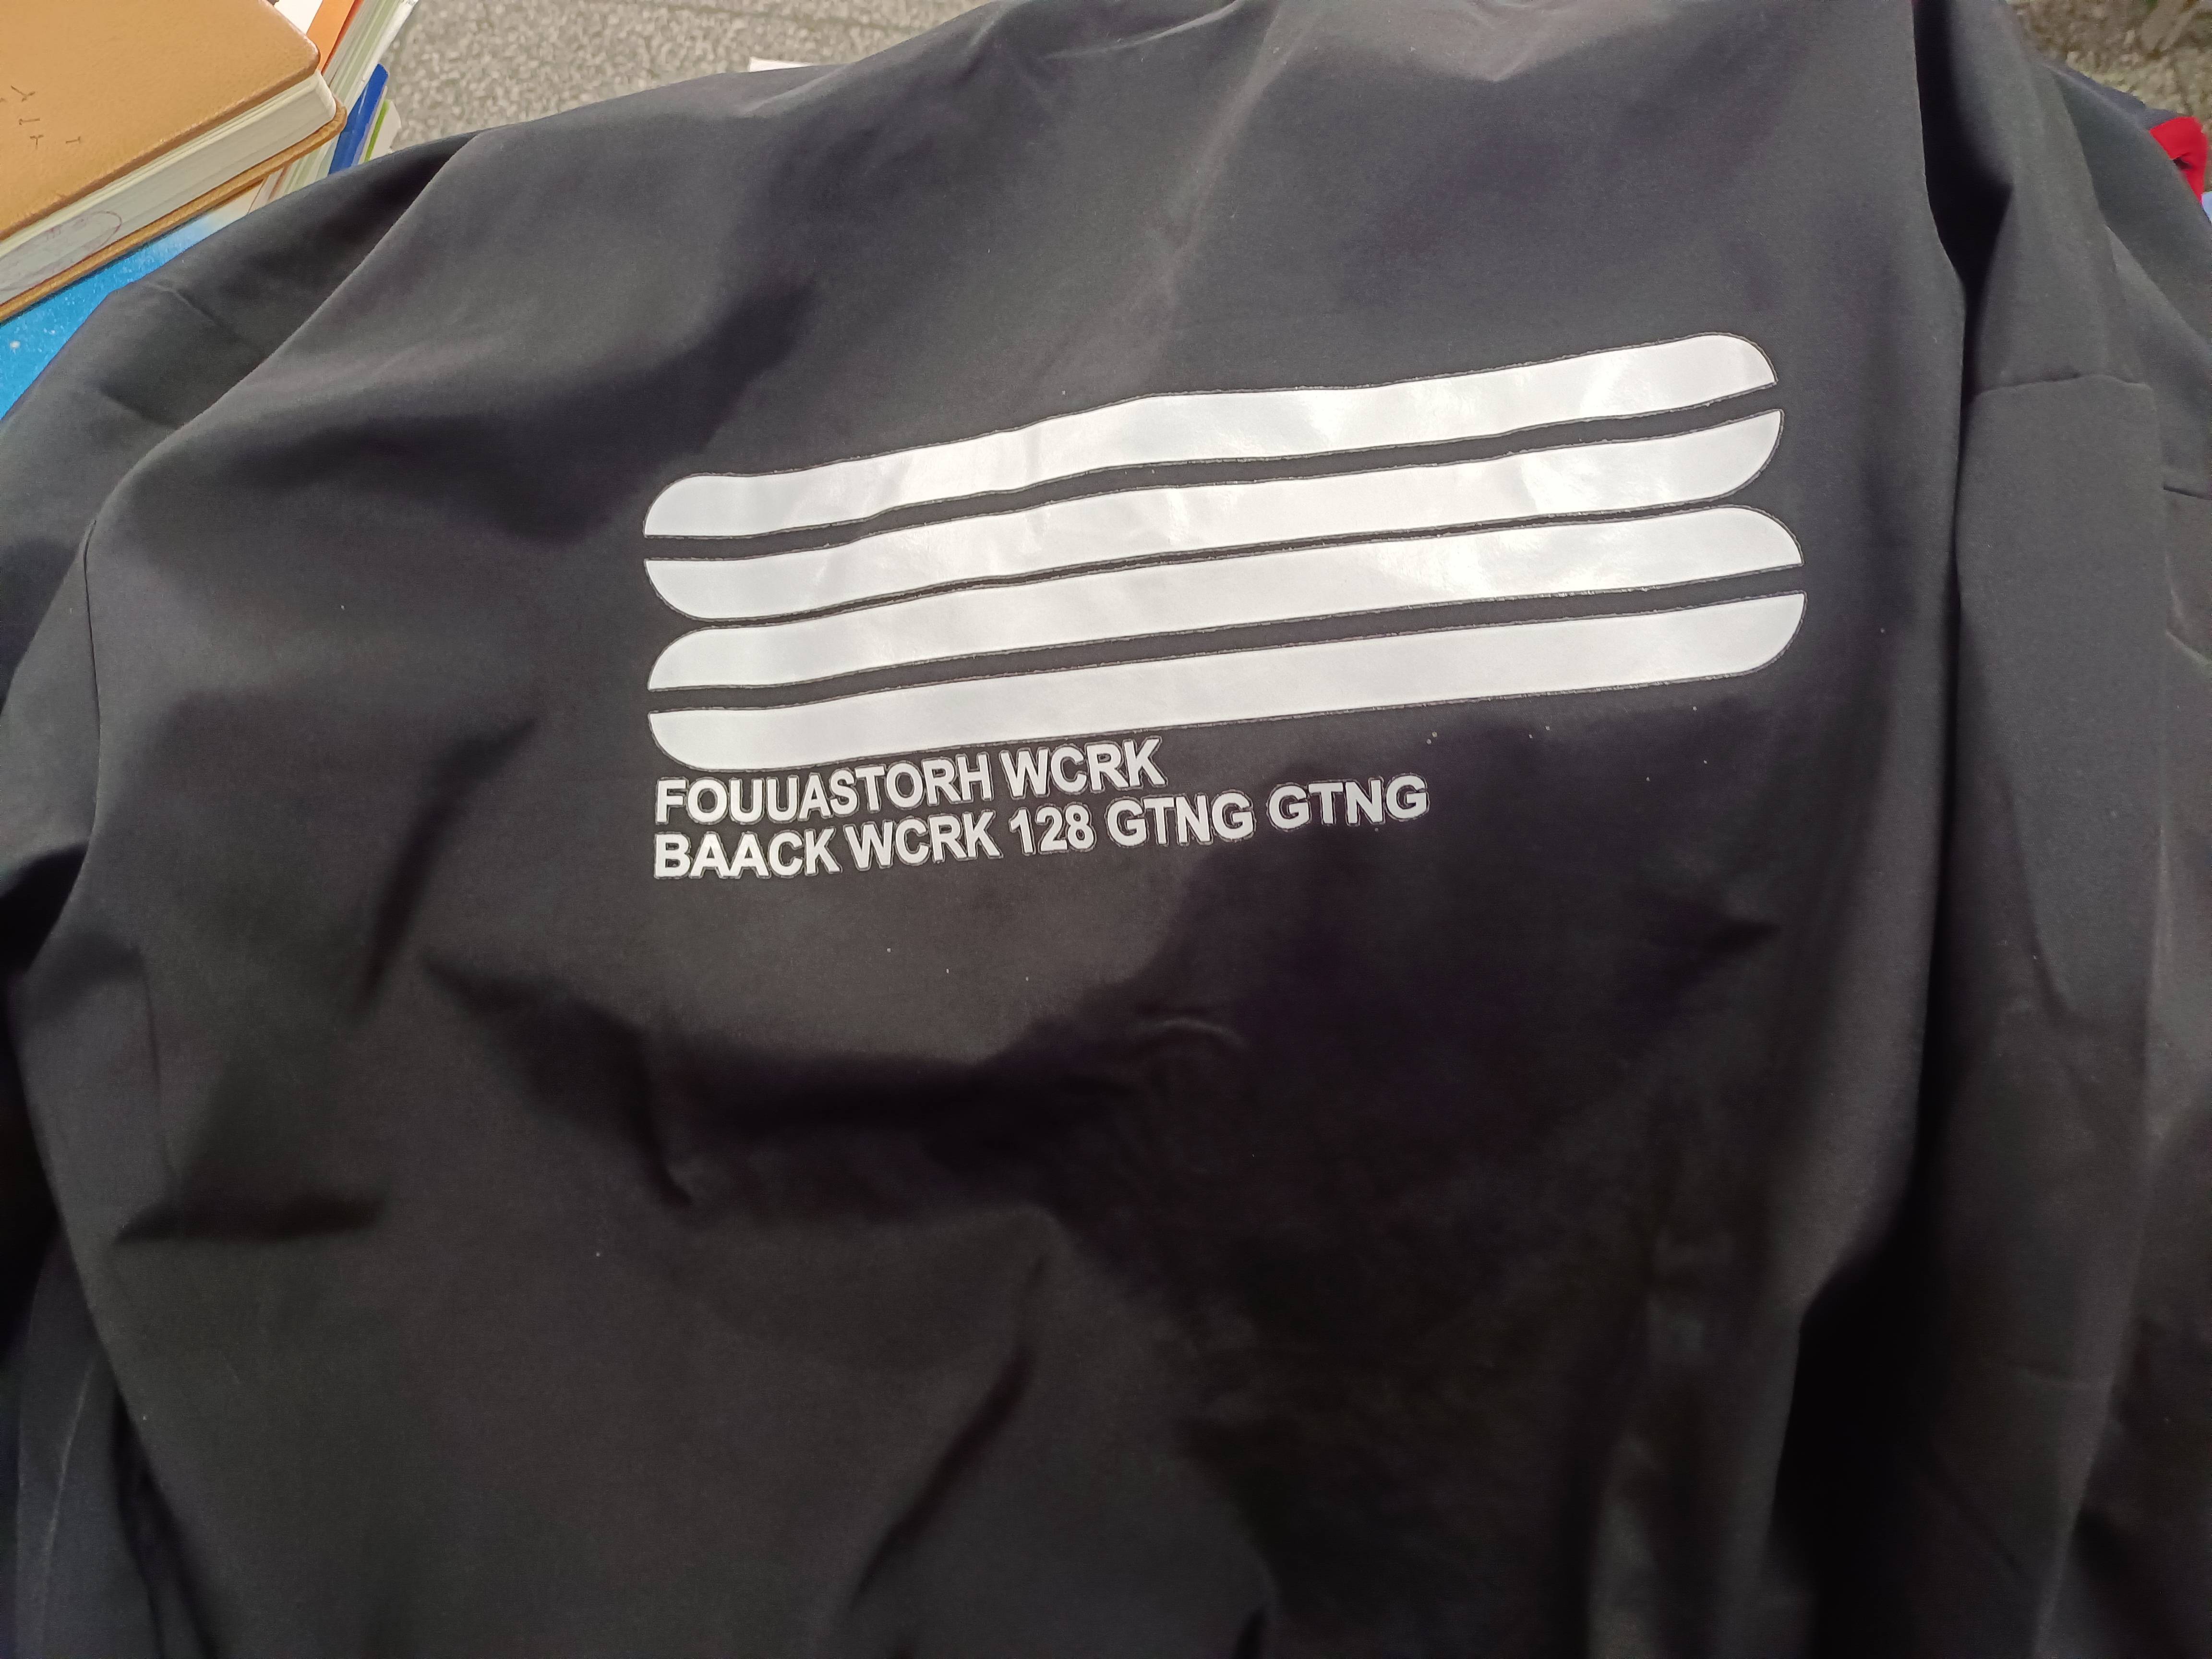 FOUUASTORH WCRK
BAACK WCRK 128 GTNG GTNG